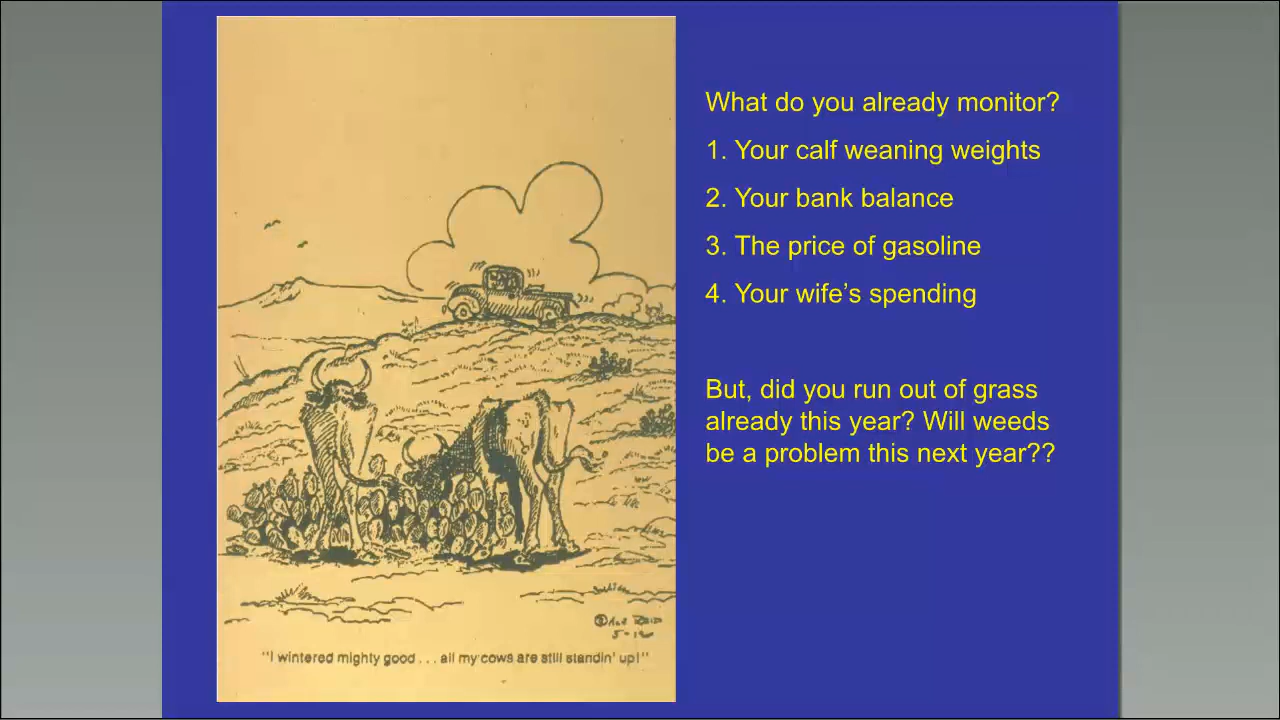 What do you already monitor?
1. Your calf weaning weights
2. Your bank balance
3. The price of gasoline
4. Your wife’s spending
But, did you run out of grass
already this year? Will weeds
be a problem this next year??
©Ace Reid
"I wintered mighty good . . . all my cows are still standin' up!"